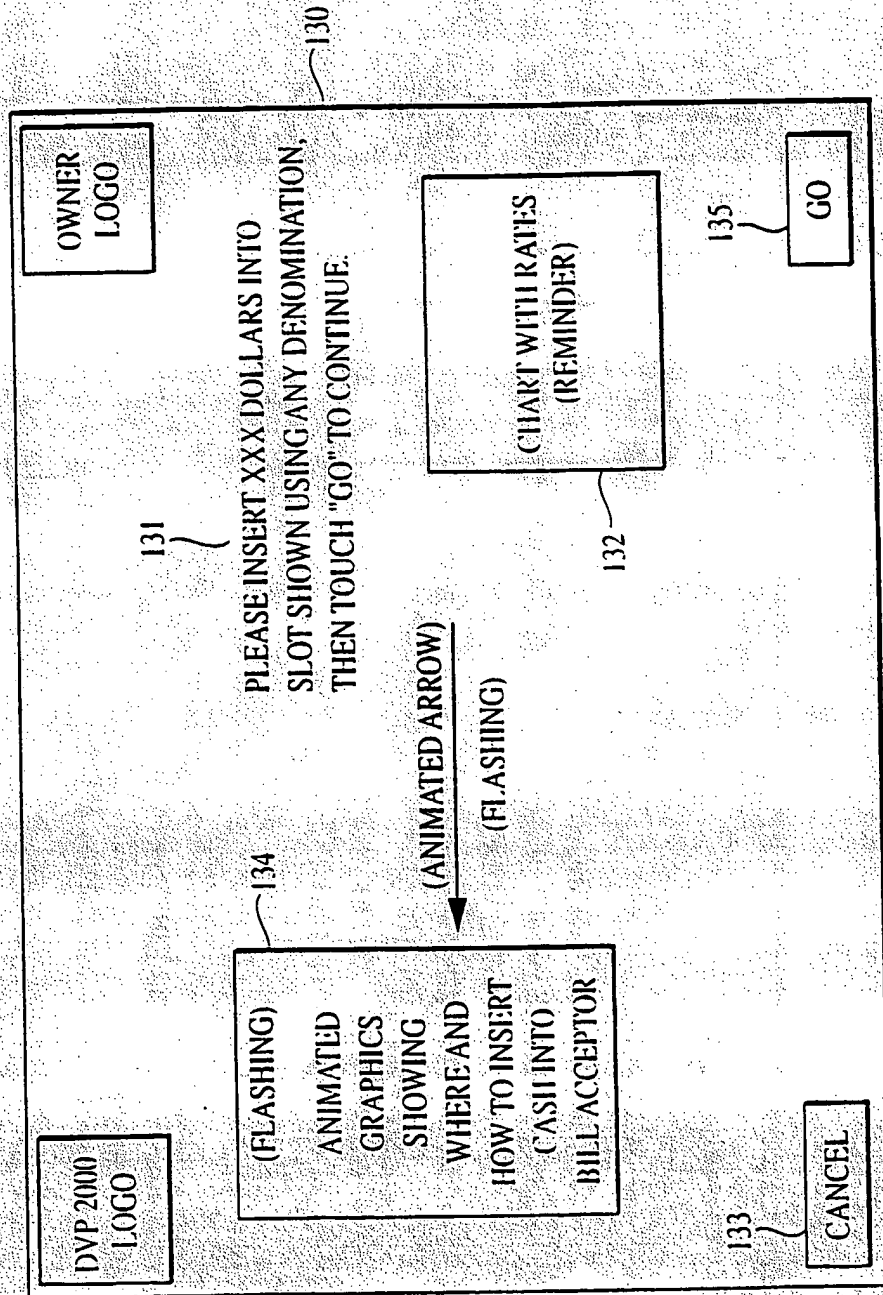 DVP 2000
LOGO
OWNER
LOGO
130
131
PLEASE INSERT XXX DOLLARS INTO
SLOT SHOWN USING ANY DENOMINATION,
THEN TOUCH "GO" TO CONTINUE.
134
(FLASHING)
ANIMATED
GRAPHICS
SHOWING
WHERE AND
HOW TO INSERT
CASH INTO
BILL ACCEPTOR
(ANIMATED ARROW)
(FLASHING)
CHART WITH RATES
(REMINDER)
132
133
CANCEL
135
GO